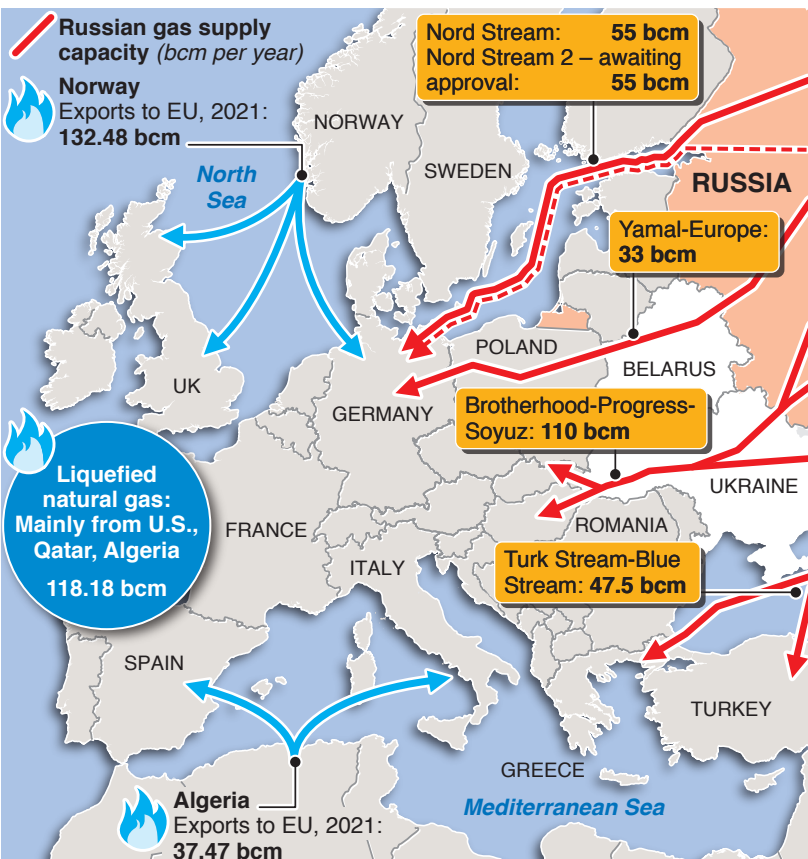 Russian gas supply
capacity (bcm per year)
Norway
Exports to EU, 2021:
132.48 bcm
Nord Stream: 55 bcm
Nord Stream 2 – awaiting
approval: 55 bcm
NORWAY
SWEDEN
North
Sea
RUSSIA
Yamal-Europe:
33 bcm
POLAND
BELARUS
UK
GERMANY
Brotherhood-Progress-
Soyuz: 110 bcm
Liquefied
natural gas:
Mainly from U.S.,
Qatar, Algeria
118.18 bcm
UKRAINE
FRANCE
ROMANIA
ITALY
Turk Stream-Blue
Stream: 47.5 bcm
SPAIN
TURKEY
GREECE
Mediterranean Sea
Algeria
Exports to EU, 2021:
37.47 bcm